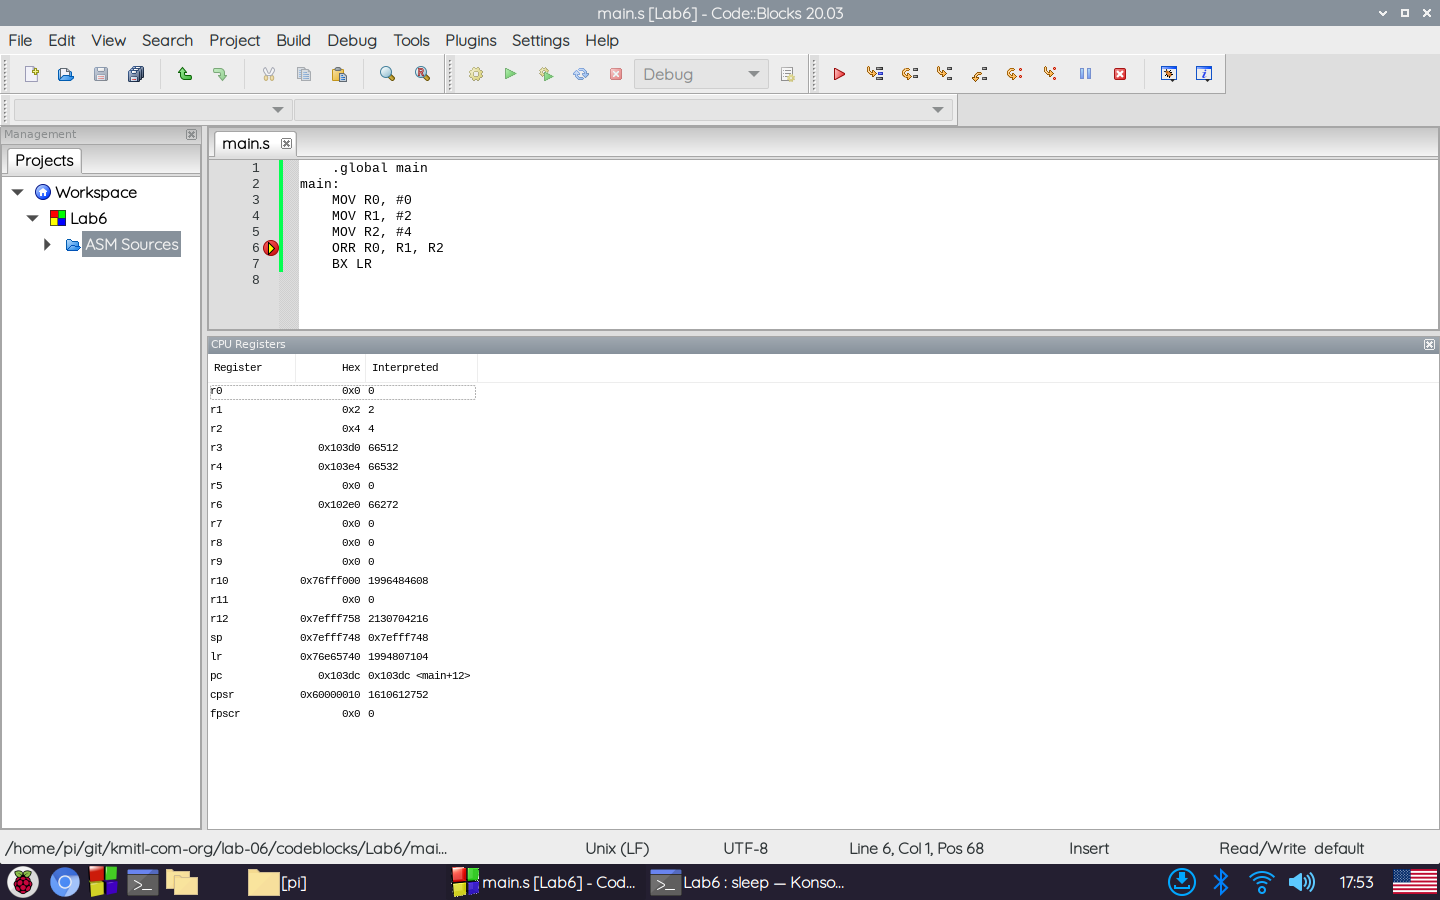 main.s [Lab6] - Code::Blocks 20.03
File Edit View Search Project Build Debug Tools Plugins Settings Help
Debug
Management
Projects
Workspace
Lab6
ASM Sources
main.s
1 .global main
2 main:
3 MOV R0, #0
4 MOV R1, #2
5 MOV R2, #4
6 ORR R0, R1, R2
7 BX LR
8
CPU Registers
Register Hex Interpreted
r0 0x0 0
r1 0x2 2
r2 0x4 4
r3 0x103d0 66512
r4 0x103e4 66532
r5 0x0 0
r6 0x102e0 66272
r7 0x0 0
r8 0x0 0
r9 0x0 0
r10 0x76fff000 1996484608
r11 0x0 0
r12 0x7efff758 2130704216
sp 0x7efff748 0x7efff748
lr 0x76e65740 1994807104
pc 0x103dc 0x103dc <main+12>
cpsr 0x60000010 1610612752
fpscr 0x0 0
/home/pi/git/kmitl-com-org/lab-06/codeblocks/Lab6/mai... Unix (LF) UTF-8 Line 6, Col 1, Pos 68 Insert Read/Write default
[pi] main.s [Lab6] - Cod... Lab6 : sleep — Konso... 17:53